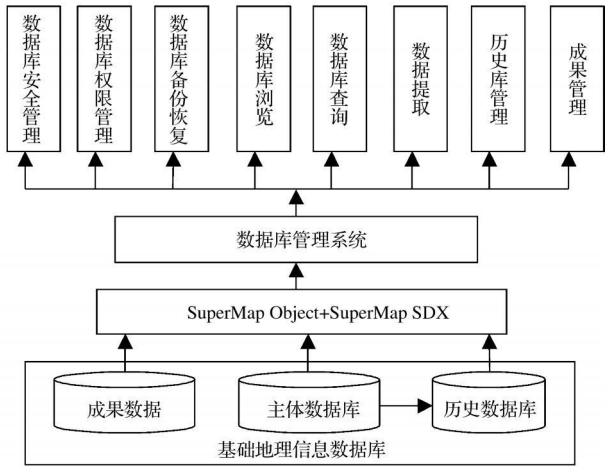 数据库安全管理
数据库权限管理
数据库备份恢复
数据库浏览
数据库查询
数据提取
历史库管理
成果管理
数据库管理系统
SuperMap Object+SuperMap SDX
成果数据
主体数据库
历史数据库
基础地理信息数据库